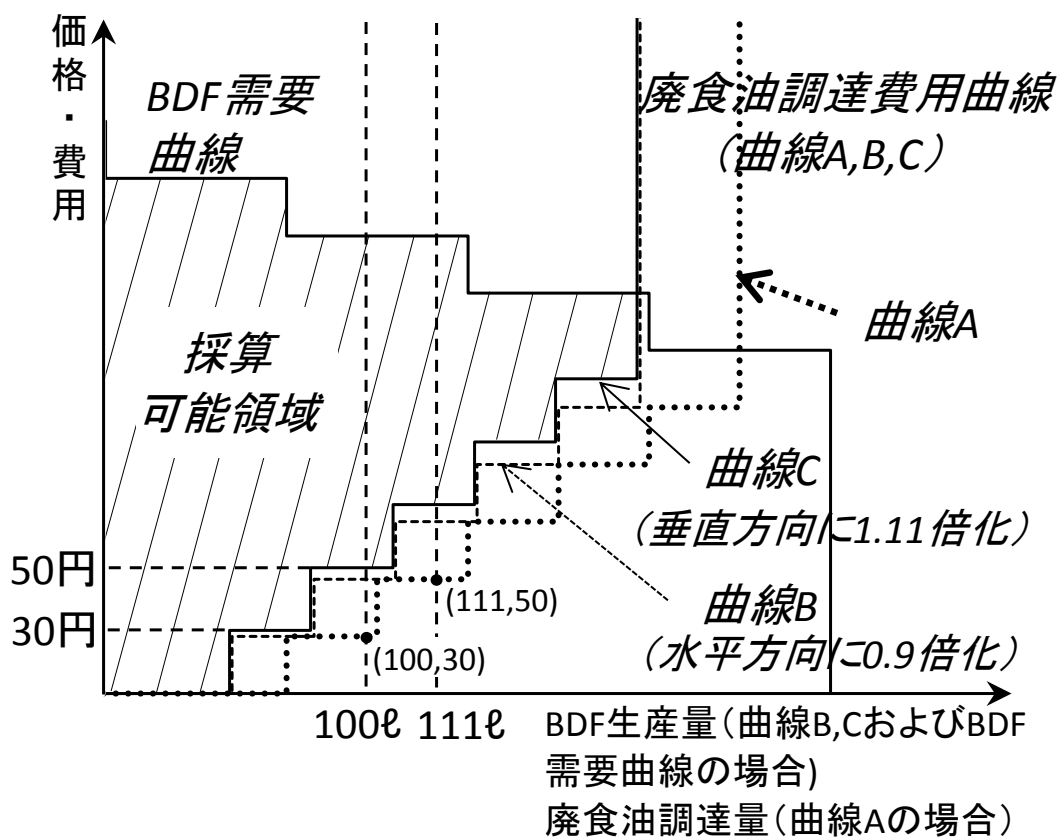 価格・費用
BDF需要
曲線
廃食油調達費用曲線
（曲線A,B,C）
曲線A
採算
可能領域
曲線C
（垂直方向に1.11倍化）
50円
(111,50)
曲線B
30円
（水平方向に0.9倍化）
(100,30)
100ℓ 111ℓ
BDF生産量（曲線B,CおよびBDF
需要曲線の場合)
廃食油調達量（曲線Aの場合）